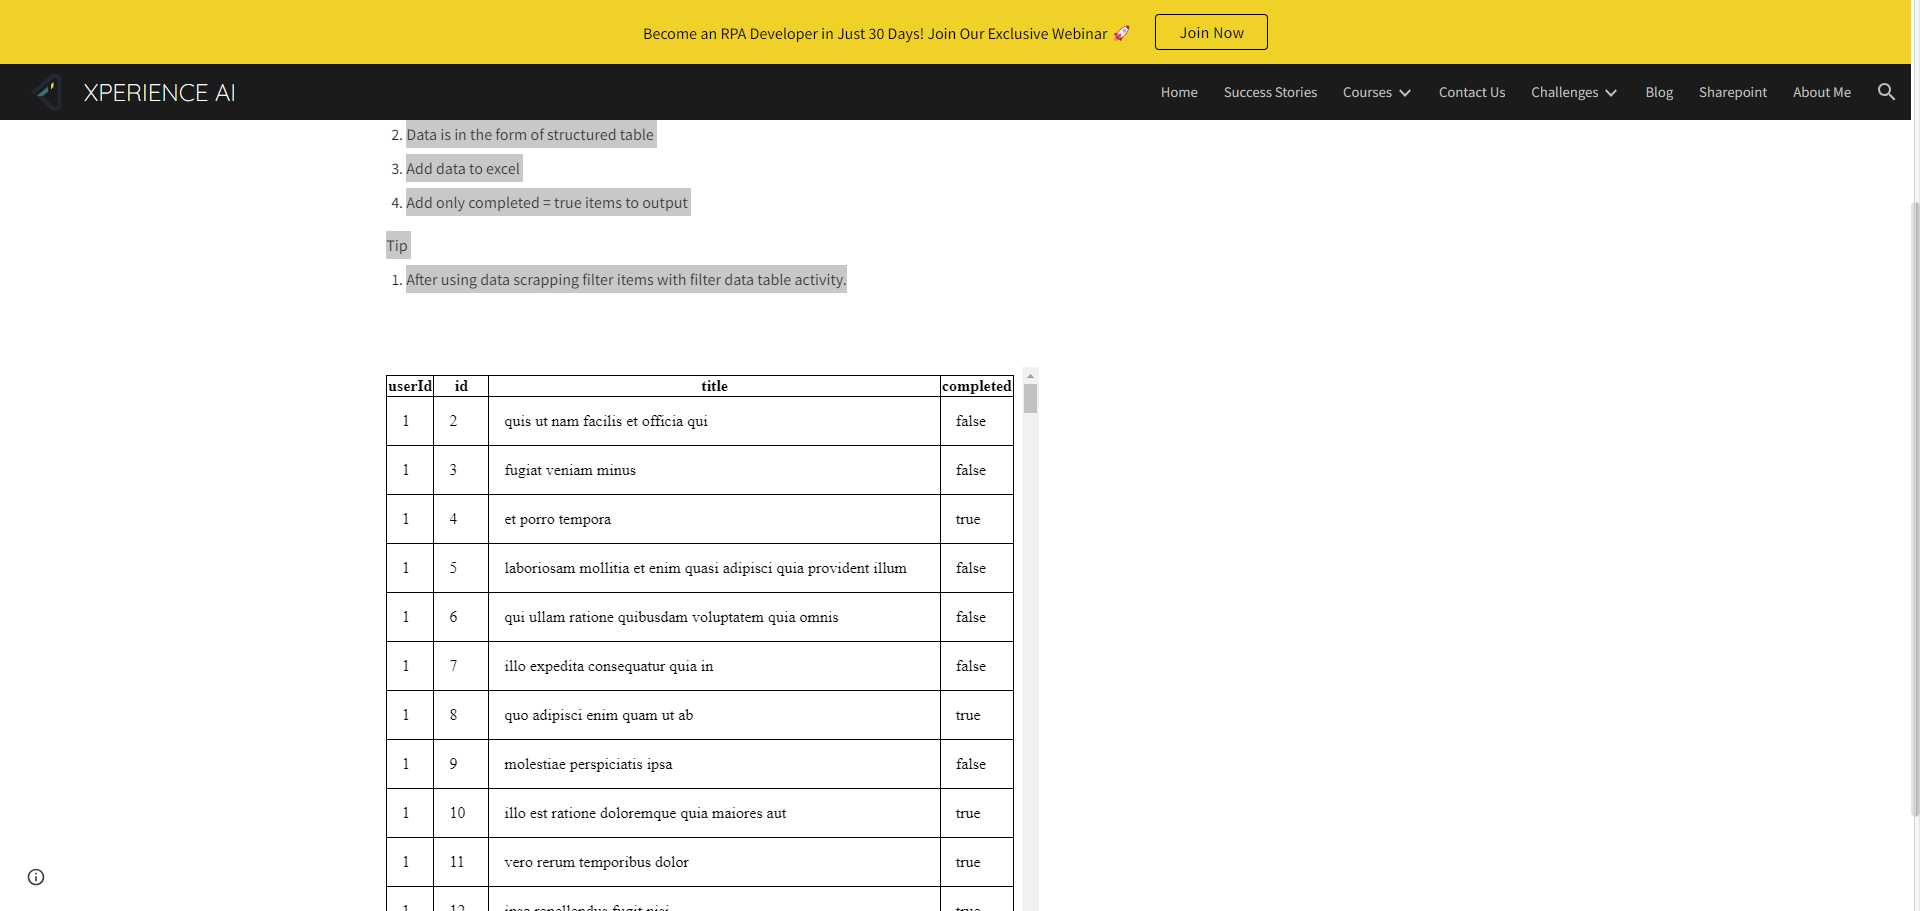 Become an RPA Developer in Just 30 Days! Join Our Exclusive Webinar 🚀 Join Now
XPERIENCE AI Home Success Stories Courses Contact Us Challenges Blog Sharepoint About Me
2. Data is in the form of structured table
3. Add data to excel
4. Add only completed = true items to output
Tip
1. After using data scrapping filter items with filter data table activity.
userId id title completed
1 2 quis ut nam facilis et officia qui false
1 3 fugiat veniam minus false
1 4 et porro tempora true
1 5 laboriosam mollitia et enim quasi adipisci quia provident illum false
1 6 qui ullam ratione quibusdam voluptatem quia omnis false
1 7 illo expedita consequatur quia in false
1 8 quo adipisci enim quam ut ab true
1 9 molestiae perspiciatis ipsa false
1 10 illo est ratione doloremque quia maiores aut true
1 11 vero rerum temporibus dolor true
1 12 ipsa repellendus fugit nisi true